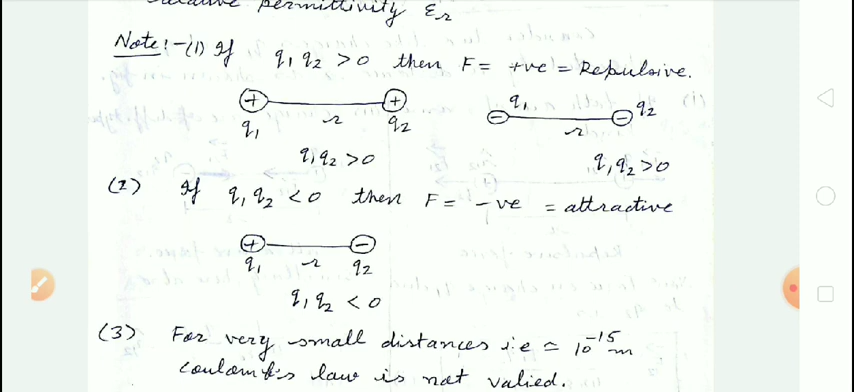 relative permittivity εr
Note:-(1) If q1 q2 > 0 then F = +ve = Repulsive.
+ + q1 q2
q1 r q2 - r -
q1 q2 > 0 q1, q2 > 0
(2) If q1, q2 < 0 then F = -ve = attractive
+ -
q1 r q2
q1 q2 < 0
(3) For very small distances i.e ≈ 10^-15 m
coulomb's law is not valied.